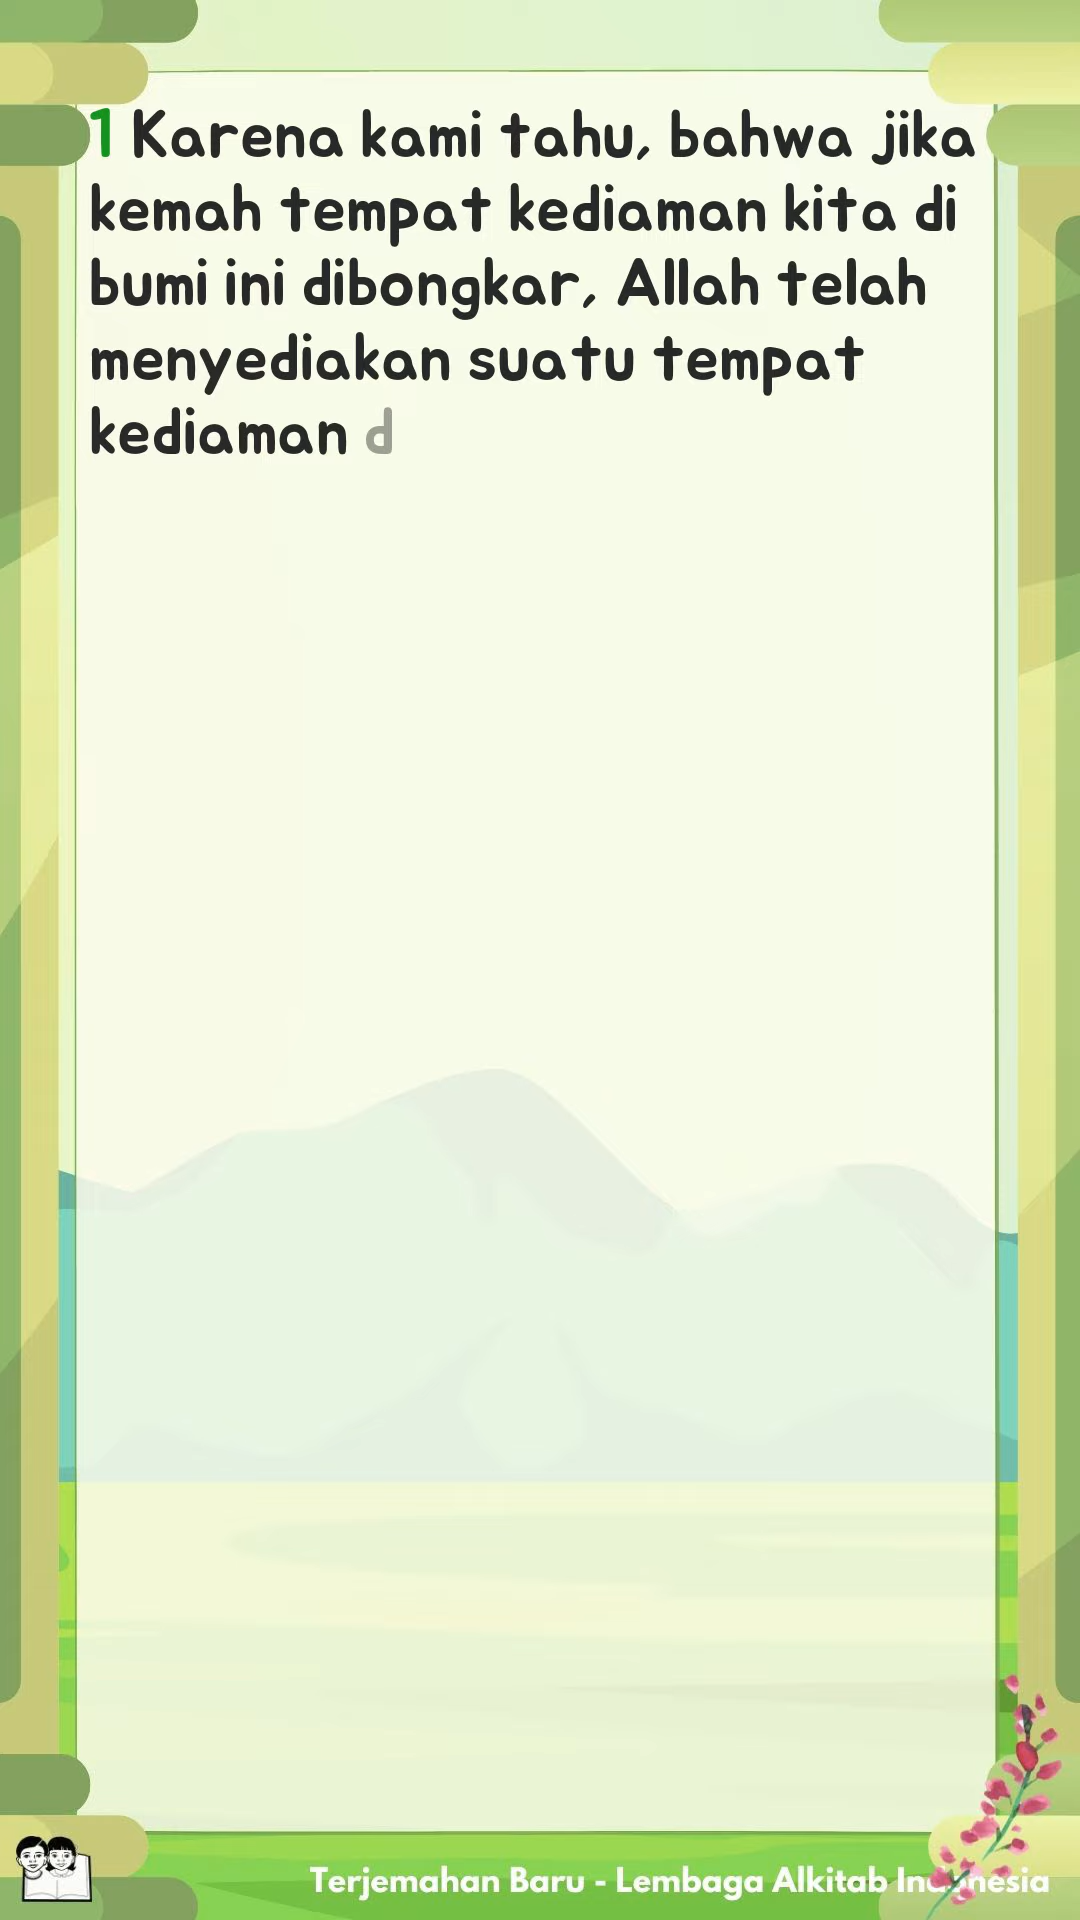 1 Karena kami tahu, bahwa jika
kemah tempat kediaman kita di
bumi ini dibongkar, Allah telah
menyediakan suatu tempat
kediaman d
Terjemahan Baru - Lembaga Alkitab Indonesia